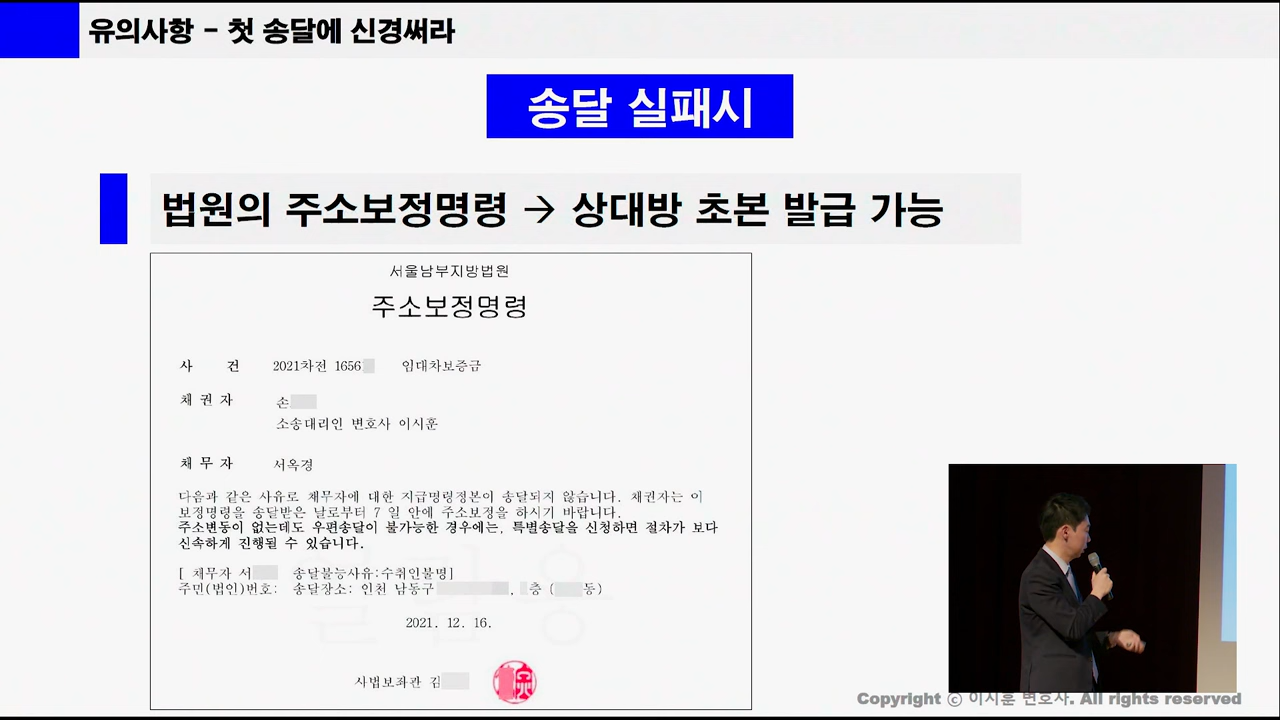 유의사항 - 첫 송달에 신경써라
송달 실패시
법원의 주소보정명령 → 상대방 초본 발급 가능
서울남부지방법원
주소보정명령
사 건 2021차전 1656 임대차보증금
채 권 자 손
소송대리인 변호사 이시훈
채 무 자 서옥경
다음과 같은 사유로 채무자에 대한 지급명령정본이 송달되지 않습니다. 채권자는 이
보정명령을 송달받은 날로부터 7 일 안에 주소보정을 하시기 바랍니다.
주소변동이 없는데도 우편송달이 불가능한 경우에는, 특별송달을 신청하면 절차가 보다
신속하게 진행될 수 있습니다.
[ 채무자 서 송달불능사유:수취인불명]
주민(법인)번호: 송달장소: 인천 남동구 , 층 ( 동)
2021. 12. 16.
사법보좌관 김
Copyright ⓒ 이시훈 변호사. All rights reserved